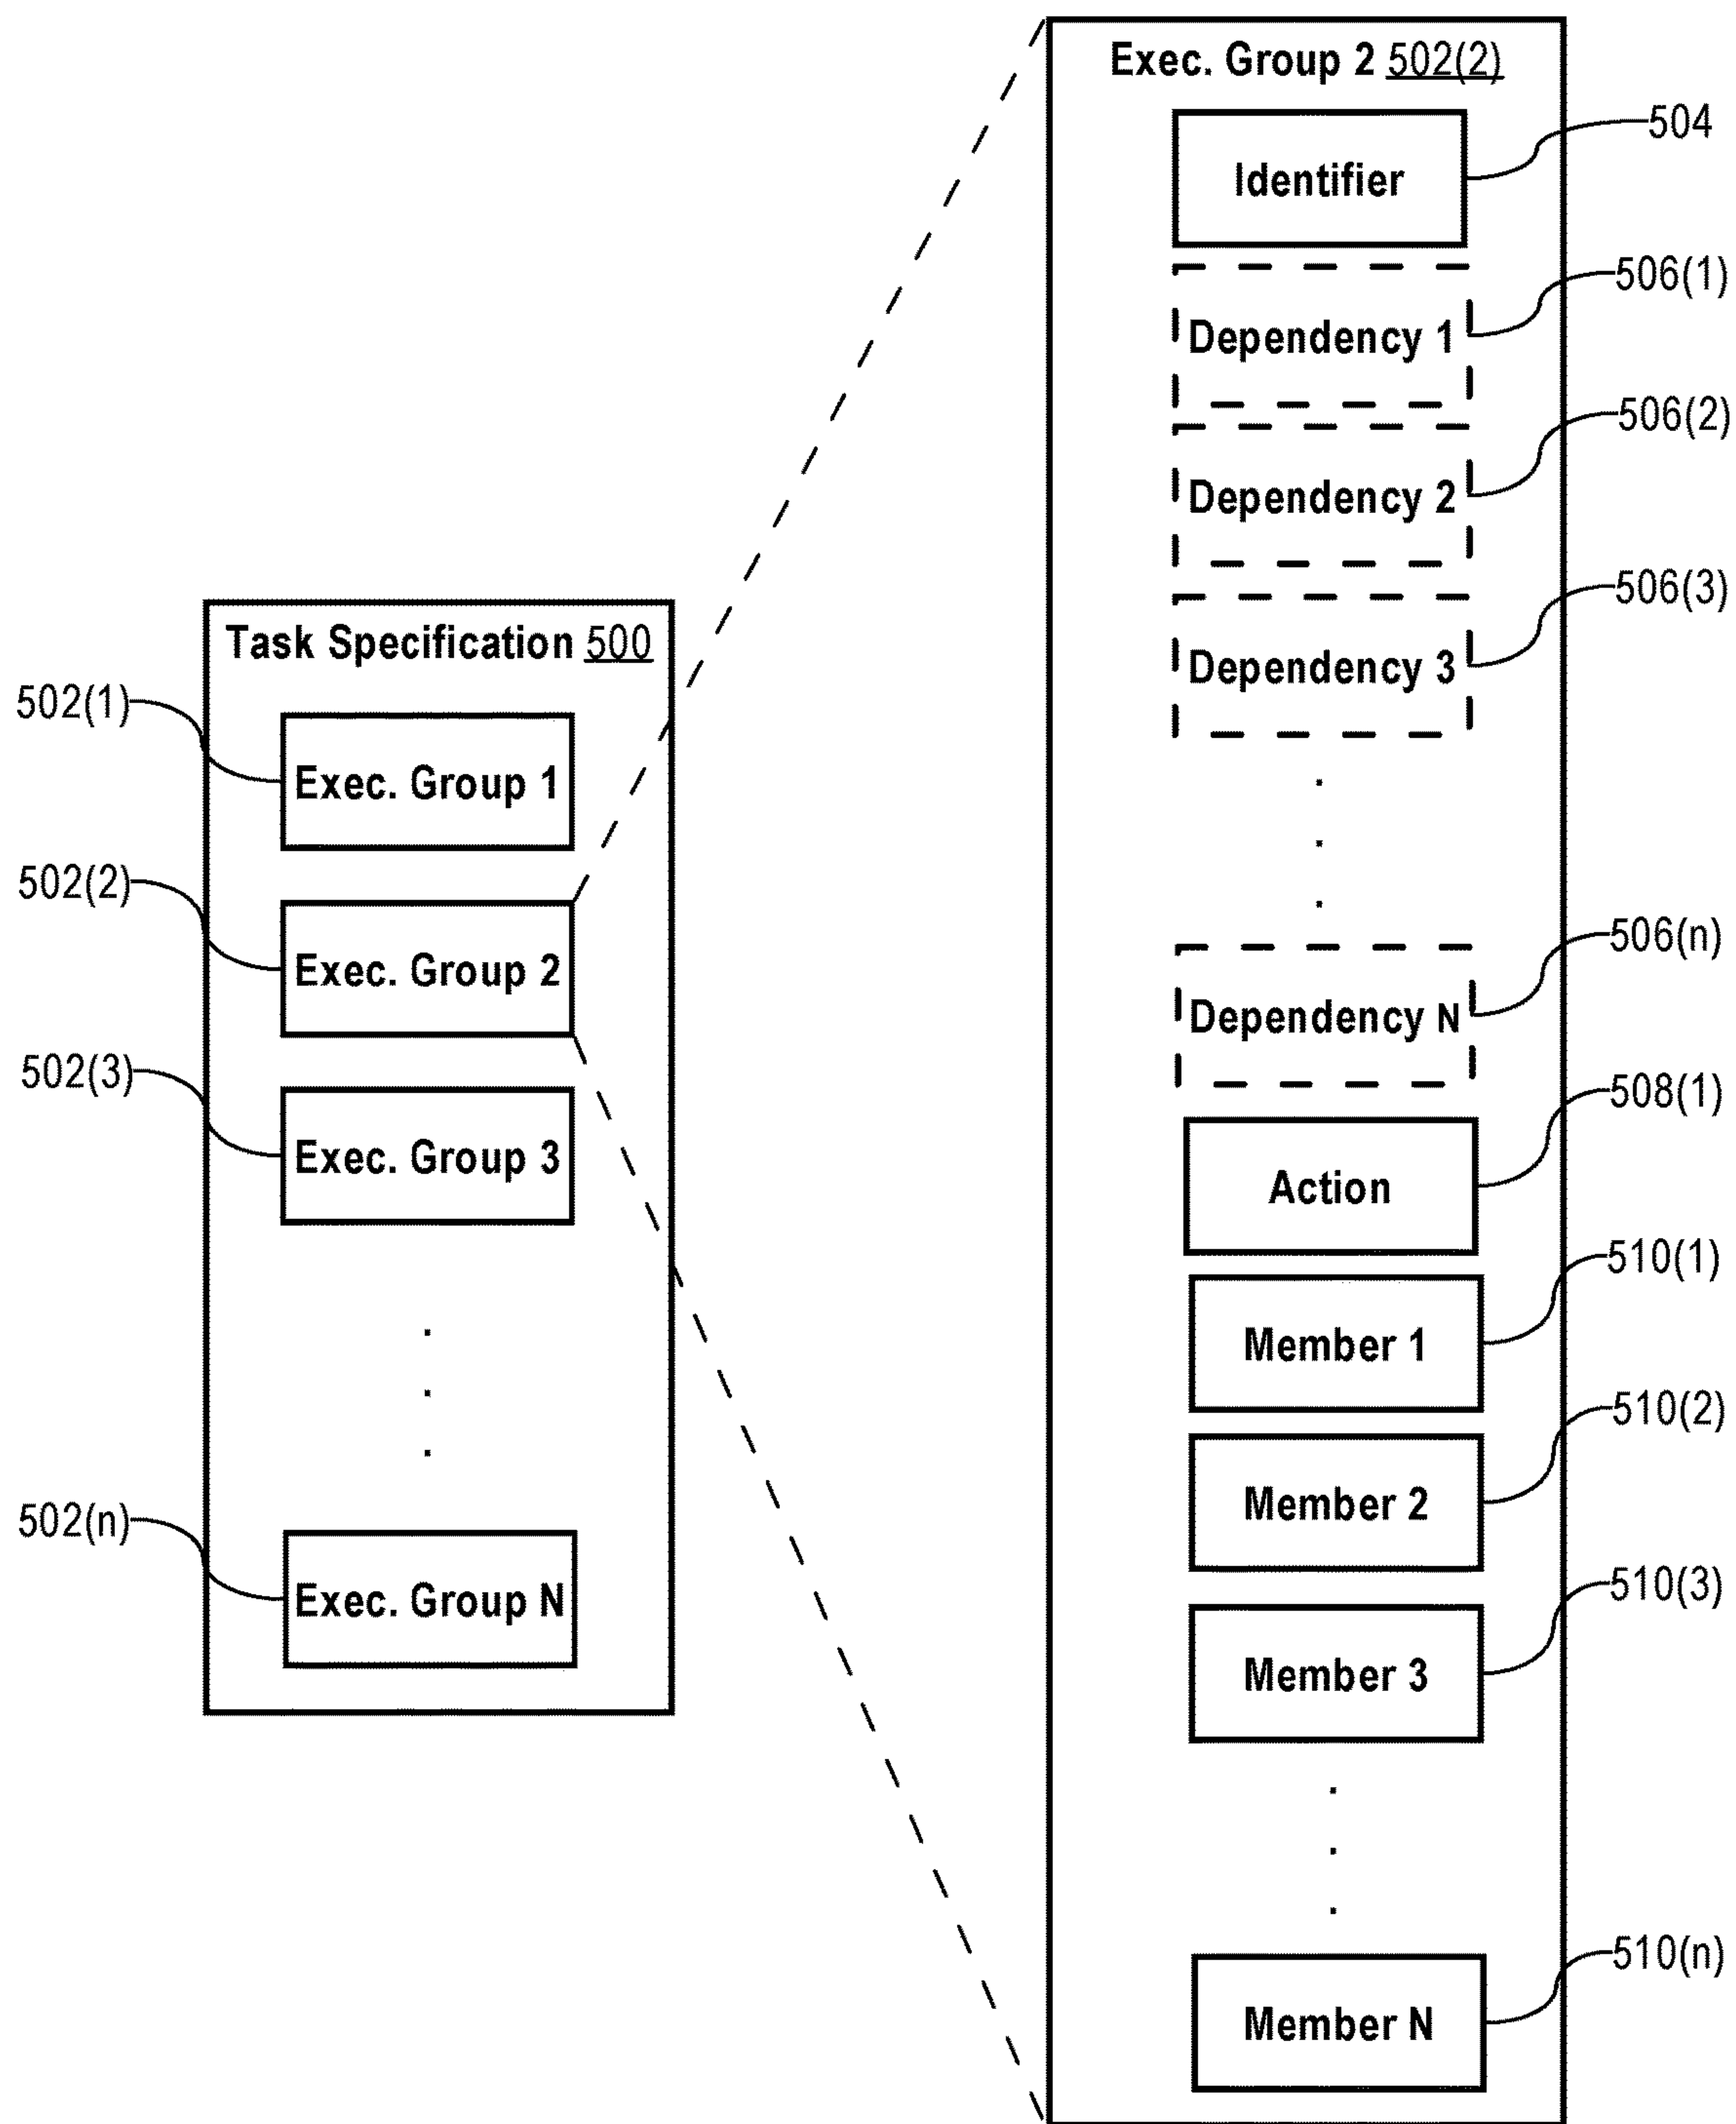 Task Specification 500
502(1)
Exec. Group 1
502(2)
Exec. Group 2
502(3)
Exec. Group 3
.
.
.
502(n)
Exec. Group N
Exec. Group 2 502(2)
504
Identifier
506(1)
Dependency 1
506(2)
Dependency 2
506(3)
Dependency 3
.
.
.
506(n)
Dependency N
508(1)
Action
510(1)
Member 1
510(2)
Member 2
510(3)
Member 3
.
.
.
510(n)
Member N